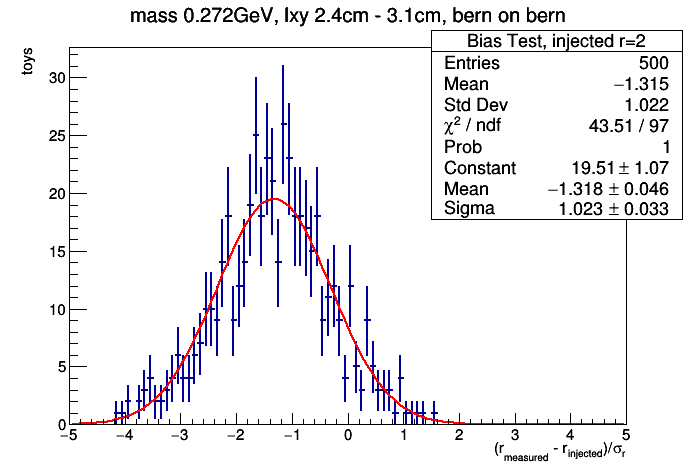 mass 0.272GeV, lxy 2.4cm - 3.1cm, bern on bern
Bias Test, injected r=2
Entries 500
Mean −1.315
Std Dev 1.022
χ² / ndf 43.51 / 97
Prob 1
Constant 19.51 ± 1.07
Mean −1.318 ± 0.046
Sigma 1.023 ± 0.033
toys
30
25
20
15
10
5
0
−5 −4 −3 −2 −1 0 1 2 3 4 5
(r_measured - r_injected)/σ_r